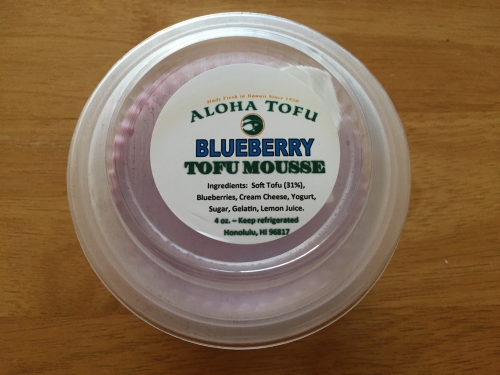 Made Fresh in Hawaii Since 1950
ALOHA TOFU
BLUEBERRY
TOFU MOUSSE
Ingredients: Soft Tofu (31%),
Blueberries, Cream Cheese, Yogurt,
Sugar, Gelatin, Lemon Juice.
4 oz. – Keep refrigerated
Honolulu, HI 96817